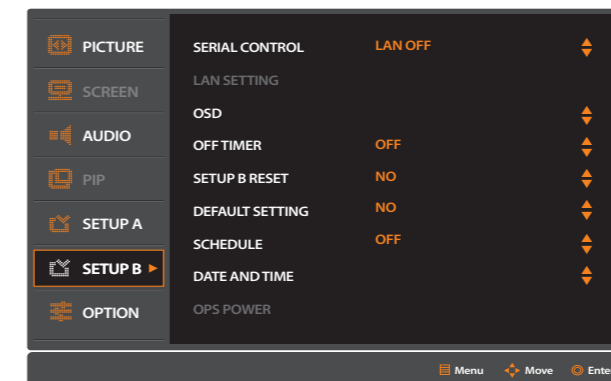 PICTURE
SCREEN
AUDIO
PIP
SETUP A
SETUP B
OPTION
SERIAL CONTROL LAN OFF
LAN SETTING
OSD
OFF TIMER OFF
SETUP B RESET NO
DEFAULT SETTING NO
SCHEDULE OFF
DATE AND TIME
OPS POWER
Menu Move Ente